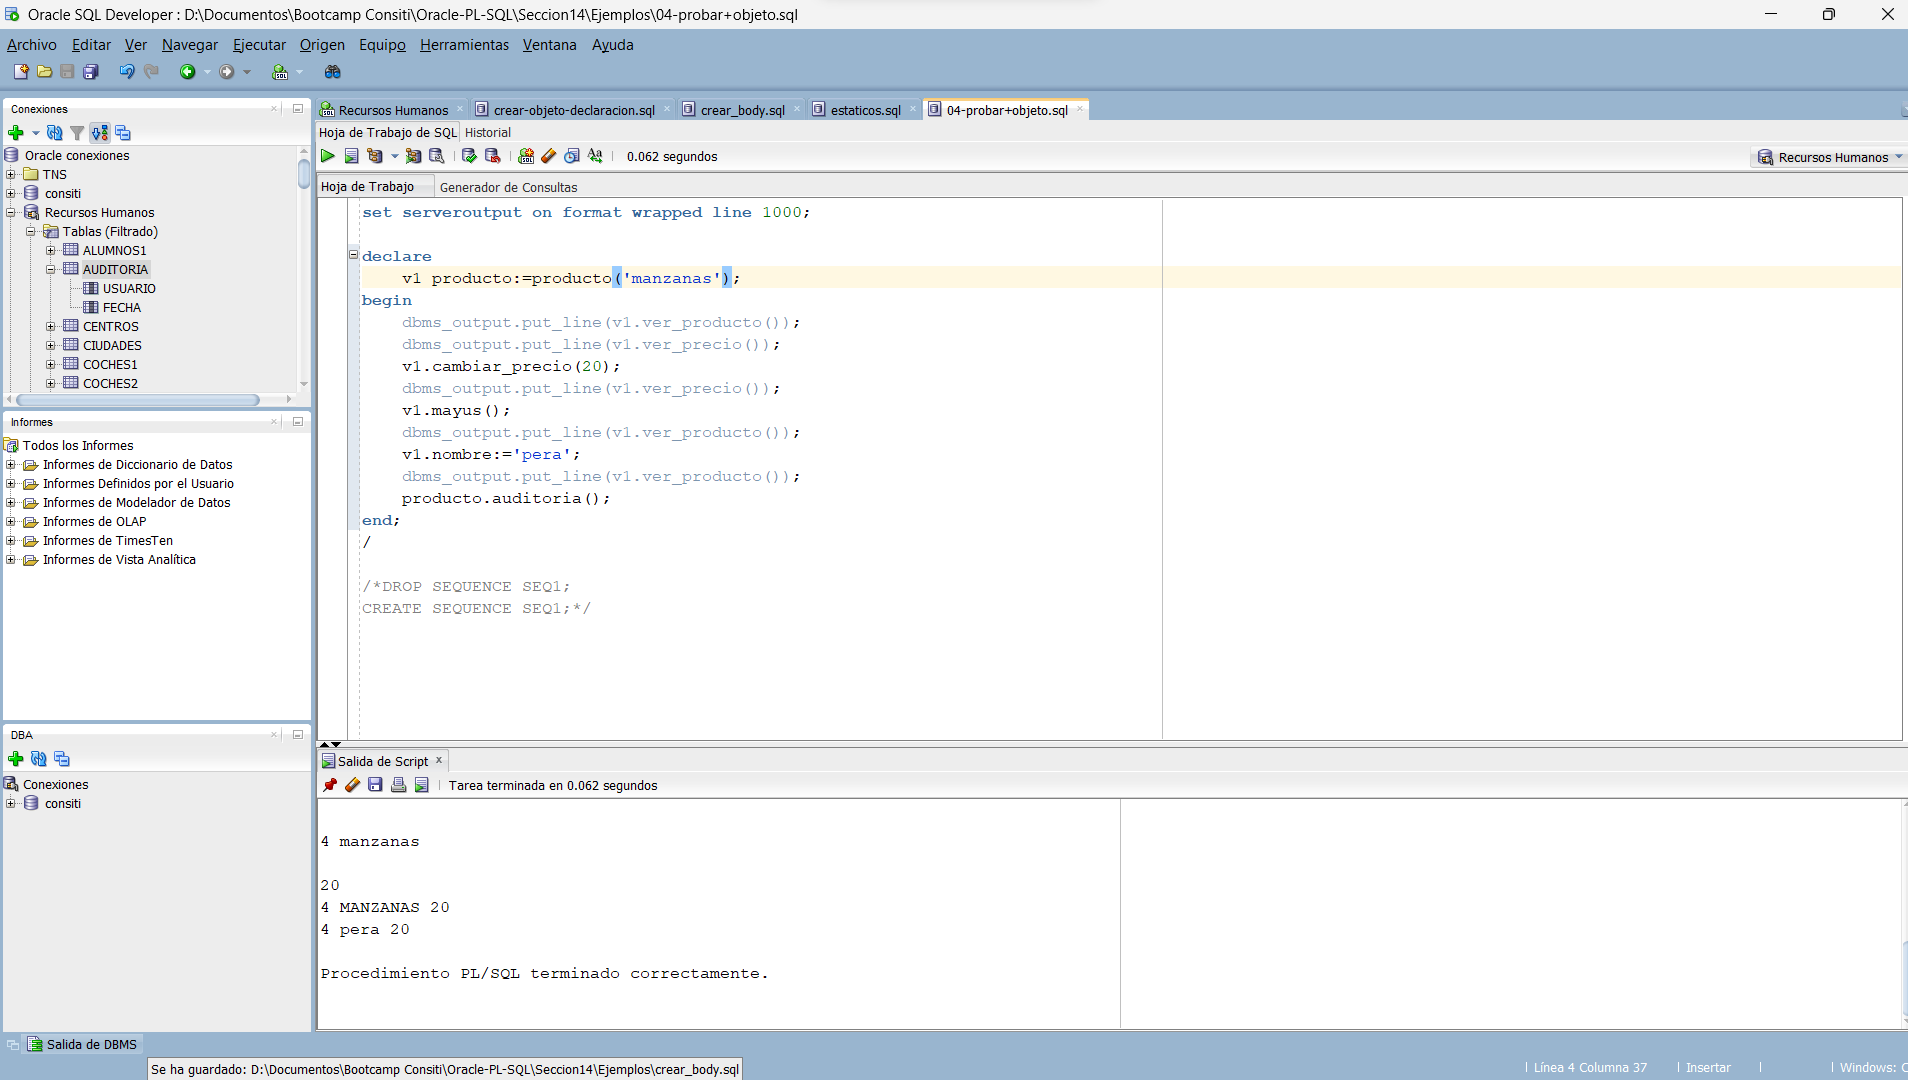 Oracle SQL Developer : D:\Documentos\Bootcamp Consiti\Oracle-PL-SQL\Seccion14\Ejemplos\04-probar+objeto.sql
Archivo Editar Ver Navegar Ejecutar Origen Equipo Herramientas Ventana Ayuda
Conexiones
Oracle conexiones
TNS
consiti
Recursos Humanos
Tablas (Filtrado)
ALUMNOS1
AUDITORIA
USUARIO
FECHA
CENTROS
CIUDADES
COCHES1
COCHES2
Informes
Todos los Informes
Informes de Diccionario de Datos
Informes Definidos por el Usuario
Informes de Modelador de Datos
Informes de OLAP
Informes de TimesTen
Informes de Vista Analítica
DBA
Conexiones
consiti
Recursos Humanos crear-objeto-declaracion.sql crear_body.sql estaticos.sql 04-probar+objeto.sql
Hoja de Trabajo de SQL Historial
0.062 segundos
Recursos Humanos
Hoja de Trabajo Generador de Consultas
set serveroutput on format wrapped line 1000;
declare
v1 producto:=producto('manzanas');
begin
dbms_output.put_line(v1.ver_producto());
dbms_output.put_line(v1.ver_precio());
v1.cambiar_precio(20);
dbms_output.put_line(v1.ver_precio());
v1.mayus();
dbms_output.put_line(v1.ver_producto());
v1.nombre:='pera';
dbms_output.put_line(v1.ver_producto());
producto.auditoria();
end;
/
/*DROP SEQUENCE SEQ1;
CREATE SEQUENCE SEQ1;*/
Salida de Script
Tarea terminada en 0.062 segundos
4 manzanas
20
4 MANZANAS 20
4 pera 20
Procedimiento PL/SQL terminado correctamente.
Salida de DBMS
Se ha guardado: D:\Documentos\Bootcamp Consiti\Oracle-PL-SQL\Seccion14\Ejemplos\crear_body.sql
Línea 4 Columna 37 Insertar Windows: C